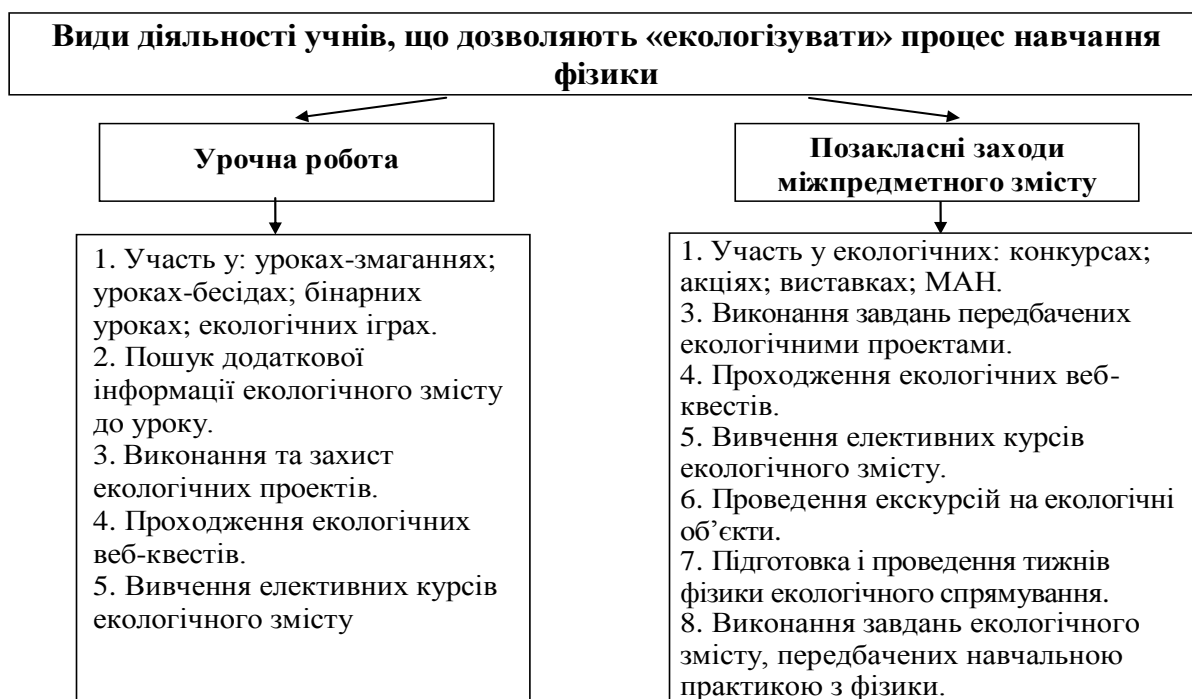 Види діяльності учнів, що дозволяють «екологізувати» процес навчання
фізики
Урочна робота
1. Участь у: уроках-змаганнях;
уроках-бесідах; бінарних
уроках; екологічних іграх.
2. Пошук додаткової
інформації екологічного змісту
до уроку.
3. Виконання та захист
екологічних проектів.
4. Проходження екологічних
веб-квестів.
5. Вивчення елективних курсів
екологічного змісту
Позакласні заходи
міжпредметного змісту
1. Участь у екологічних: конкурсах;
акціях; виставках; МАН.
3. Виконання завдань передбачених
екологічними проектами.
4. Проходження екологічних веб-
квестів.
5. Вивчення елективних курсів
екологічного змісту.
6. Проведення екскурсій на екологічні
об’єкти.
7. Підготовка і проведення тижнів
фізики екологічного спрямування.
8. Виконання завдань екологічного
змісту, передбачених навчальною
практикою з фізики.